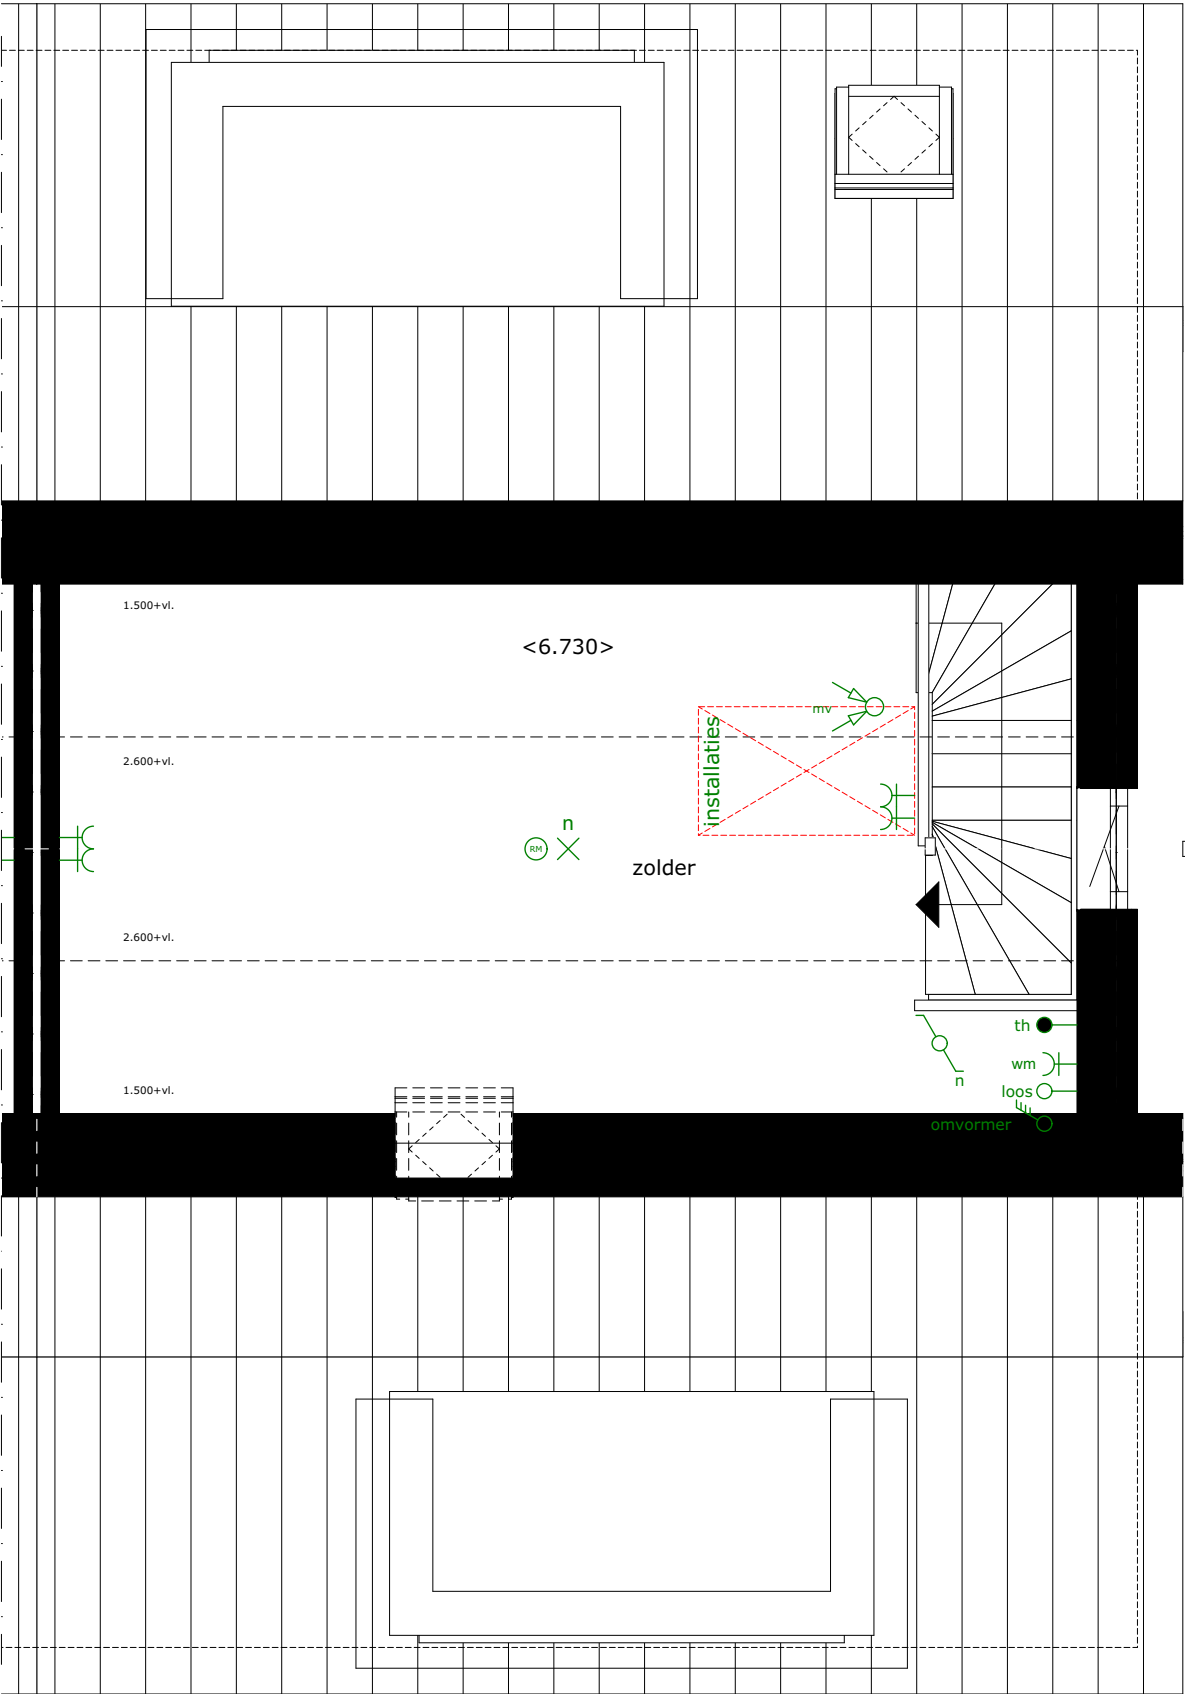 1.500+vl.
<6.730>
mv
installaties
2.600+vl.
n
RM
zolder
2.600+vl.
th
wm
n
1.500+vl.
loos
omvormer